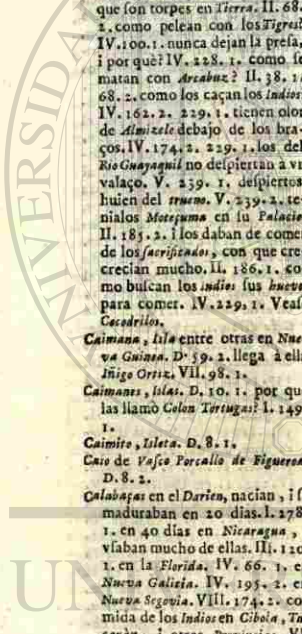 que ſon torpes en Tierra. II. 68.
2. como pelean con los Tigres
IV. 100. 1. nunca dejan la preſa,
i por què? IV. 228. 1. como ſe
matan con Arcabuz? II. 38. 1.
68. 2. como los caçan los Indios
IV. 162. 2. 229. 1. tienen olor
de Almizcle debajo de los bra-
ços. IV. 174. 2. 229. 1. los del
Rio Guayaquil no deſpiertan à vn
valaço. V. 239. 1. deſpiertos
huien del trueno. V. 239. 2. te-
nialos Moteçuma en ſu Palacio
II. 185. 2. i los daban de comer
de los ſacrificados, con que cre-
crecian mucho. II. 186. 1. co-
mo buſcan los indios ſus huevos
para comer. IV. 229. 1. Veaſ
Cocodrilos.
Caimana, Isla entre otras en Nue
va Guinea. D. 59. 2. llega à ella
Iñigo Ortiz. VII. 98. 1.
Caimanes, Islas. D. 10. 1. por què
las llamò Colon Tortugas? I. 149
1.
Caimito, Isleta. D. 8. 1.
Caio de Vaſco Porcallo de Figueroa
D. 8. 2.
Calabaças en el Darien, nacian, i ſ
maduraban en 20 dias. I. 278
1. en 40 dias en Nicaragua,
vſaban mucho de ellas. III. 120
1. en la Florida. IV. 66. 1. e
Nueva Galicia. IV. 195. 2. en
Nueva Segovia. VIII. 174. 2. co
mida de los Indios en Cibola, Tu